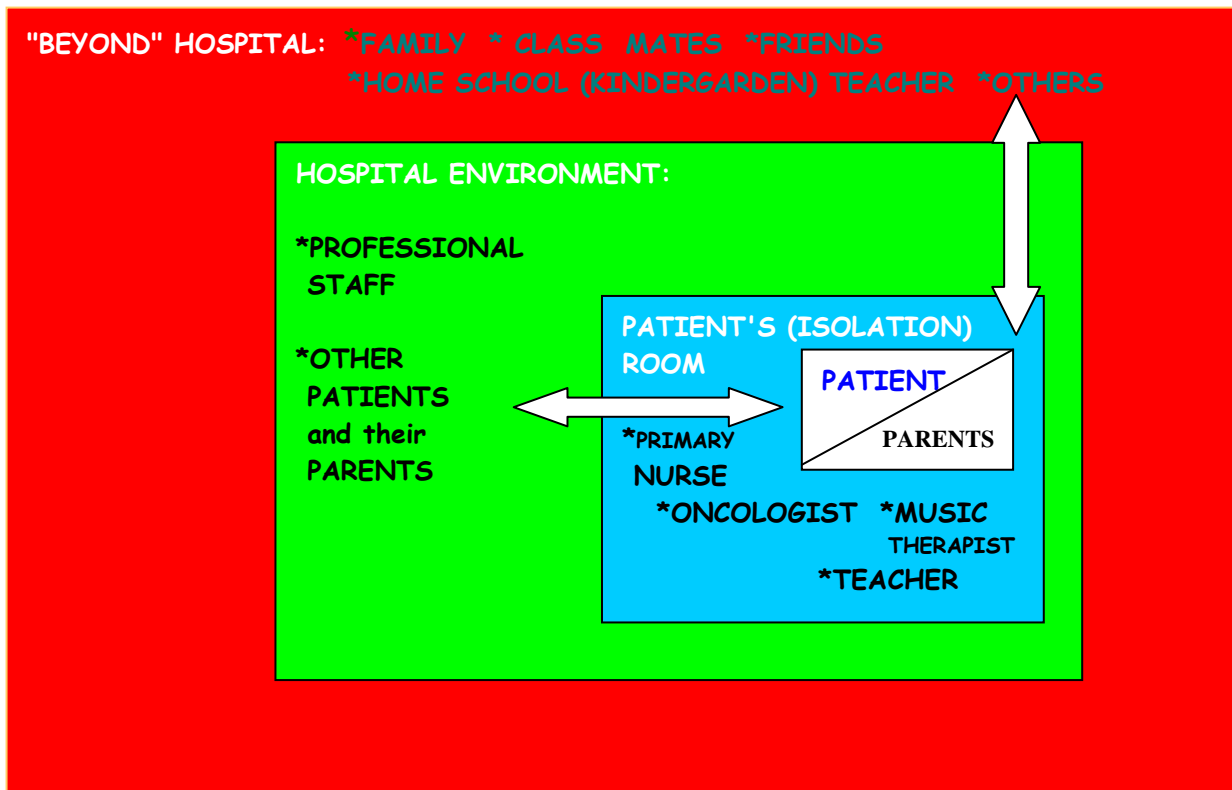 "BEYOND" HOSPITAL: *FAMILY * CLASS MATES *FRIENDS
*HOME SCHOOL (KINDERGARDEN) TEACHER *OTHERS
HOSPITAL ENVIRONMENT:
*PROFESSIONAL
STAFF
*OTHER
PATIENTS
and their
PARENTS
PATIENT'S (ISOLATION)
ROOM
PATIENT
PARENTS
*PRIMARY
NURSE
*ONCOLOGIST *MUSIC
THERAPIST
*TEACHER